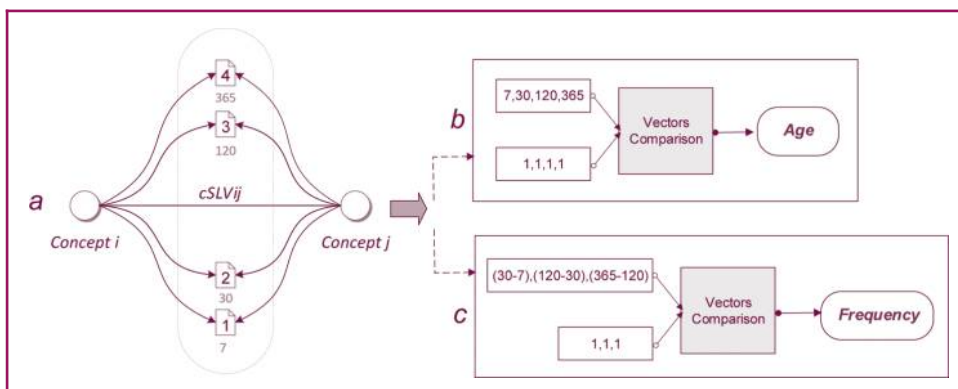 a
4
365
3
120
cSLVij
Concept i
Concept j
2
30
1
7
b
7,30,120,365
1,1,1,1
Vectors
Comparison
Age
c
(30-7),(120-30),(365-120)
1,1,1
Vectors
Comparison
Frequency